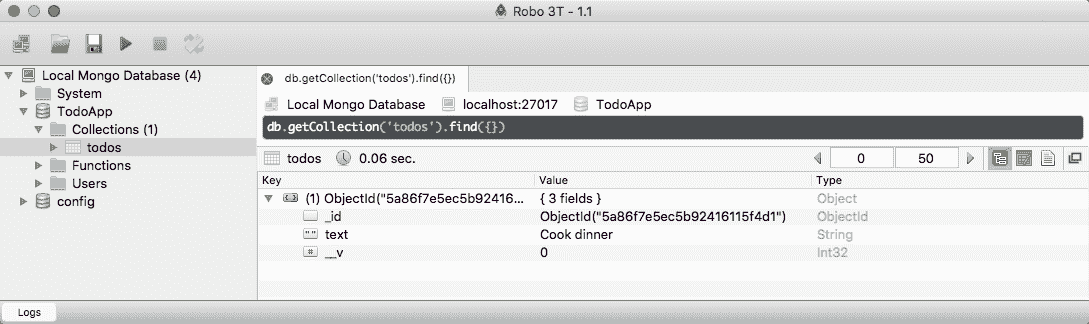 Robo 3T - 1.1
Local Mongo Database (4)
System
TodoApp
Collections (1)
todos
Functions
Users
config
db.getCollection('todos').find({})
Local Mongo Database localhost:27017 TodoApp
db.getCollection('todos').find({})
todos 0.06 sec. 0 50
Key Value Type
(1) ObjectId("5a86f7e5ec5b92416... { 3 fields } Object
_id ObjectId("5a86f7e5ec5b92416115f4d1") ObjectId
text Cook dinner String
__v 0 Int32
Logs